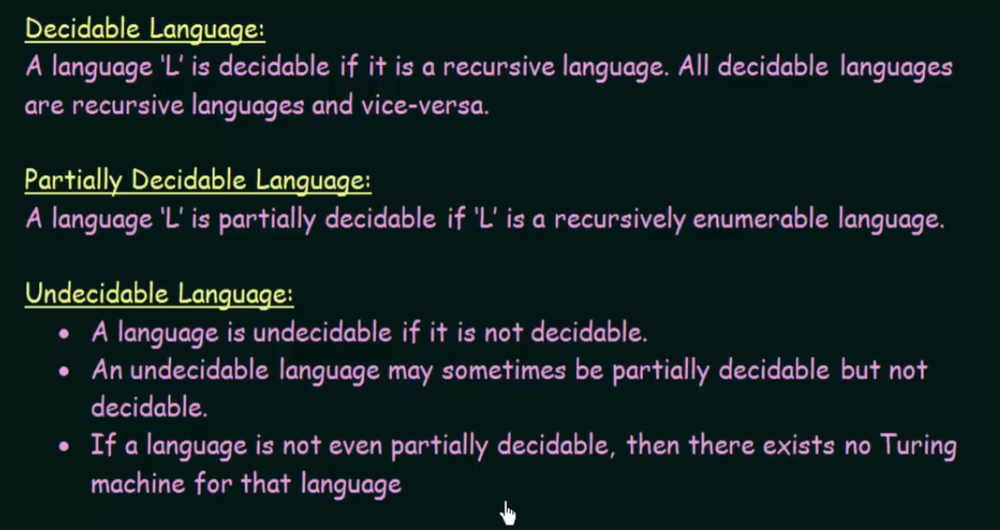 Decidable Language:
A language 'L' is decidable if it is a recursive language. All decidable languages
are recursive languages and vice-versa.
Partially Decidable Language:
A language 'L' is partially decidable if 'L' is a recursively enumerable language.
Undecidable Language:
• A language is undecidable if it is not decidable.
• An undecidable language may sometimes be partially decidable but not
decidable.
• If a language is not even partially decidable, then there exists no Turing
machine for that language